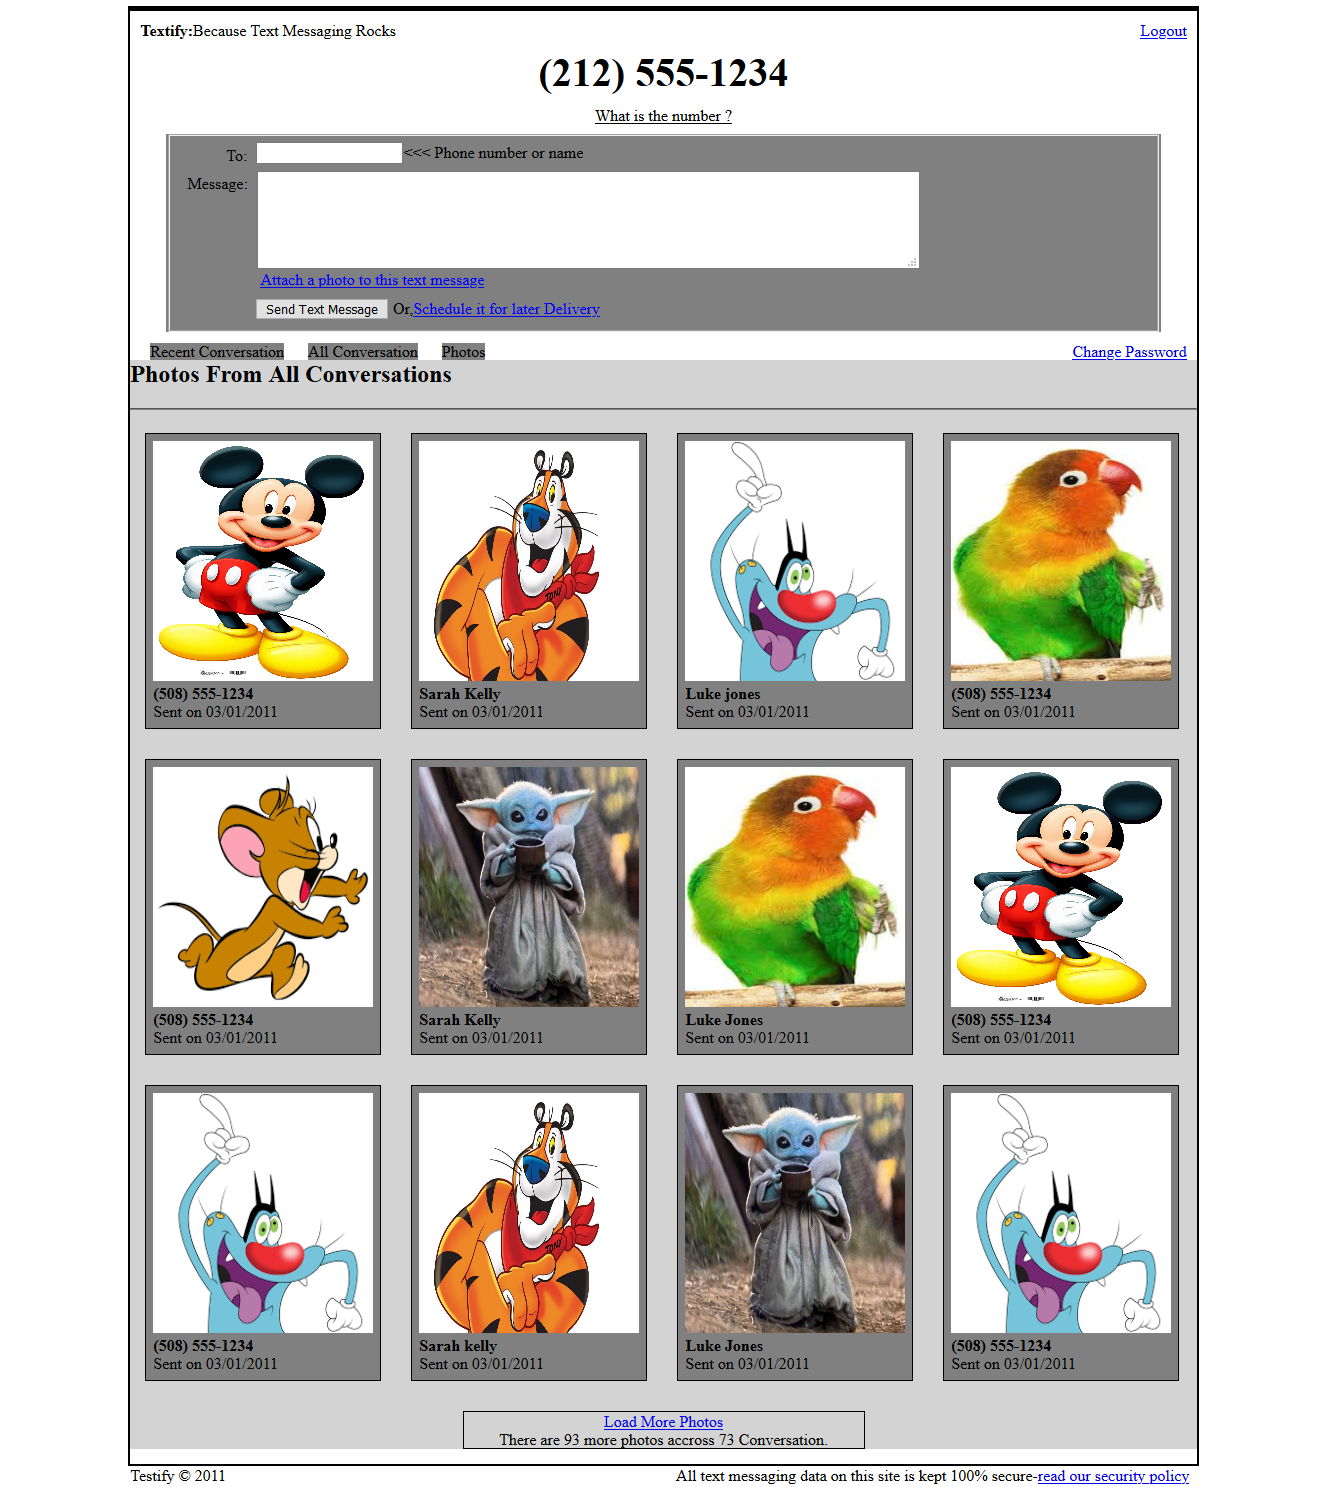 Textify:Because Text Messaging Rocks Logout
(212) 555-1234
What is the number ?
To: <<< Phone number or name
Message:
Attach a photo to this text message
Send Text Message Or,Schedule it for later Delivery
Recent Conversation All Conversation Photos Change Password
Photos From All Conversations
TONY
(508) 555-1234 Sarah Kelly Luke jones (508) 555-1234
Sent on 03/01/2011 Sent on 03/01/2011 Sent on 03/01/2011 Sent on 03/01/2011
(508) 555-1234 Sarah Kelly Luke Jones (508) 555-1234
Sent on 03/01/2011 Sent on 03/01/2011 Sent on 03/01/2011 Sent on 03/01/2011
TONY
(508) 555-1234 Sarah kelly Luke Jones (508) 555-1234
Sent on 03/01/2011 Sent on 03/01/2011 Sent on 03/01/2011 Sent on 03/01/2011
Load More Photos
There are 93 more photos accross 73 Conversation.
Testify © 2011 All text messaging data on this site is kept 100% secure-read our security policy